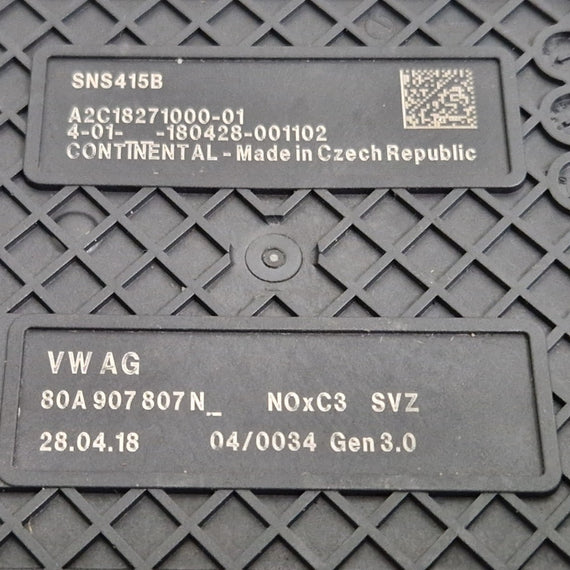 SNS415B
A2C18271000-01
4-01-__-180428-001102
CONTINENTAL - Made in Czech Republic
VW AG
80A 907 807 N_ NOxC3 SVZ
28.04.18 04/0034 Gen 3.0